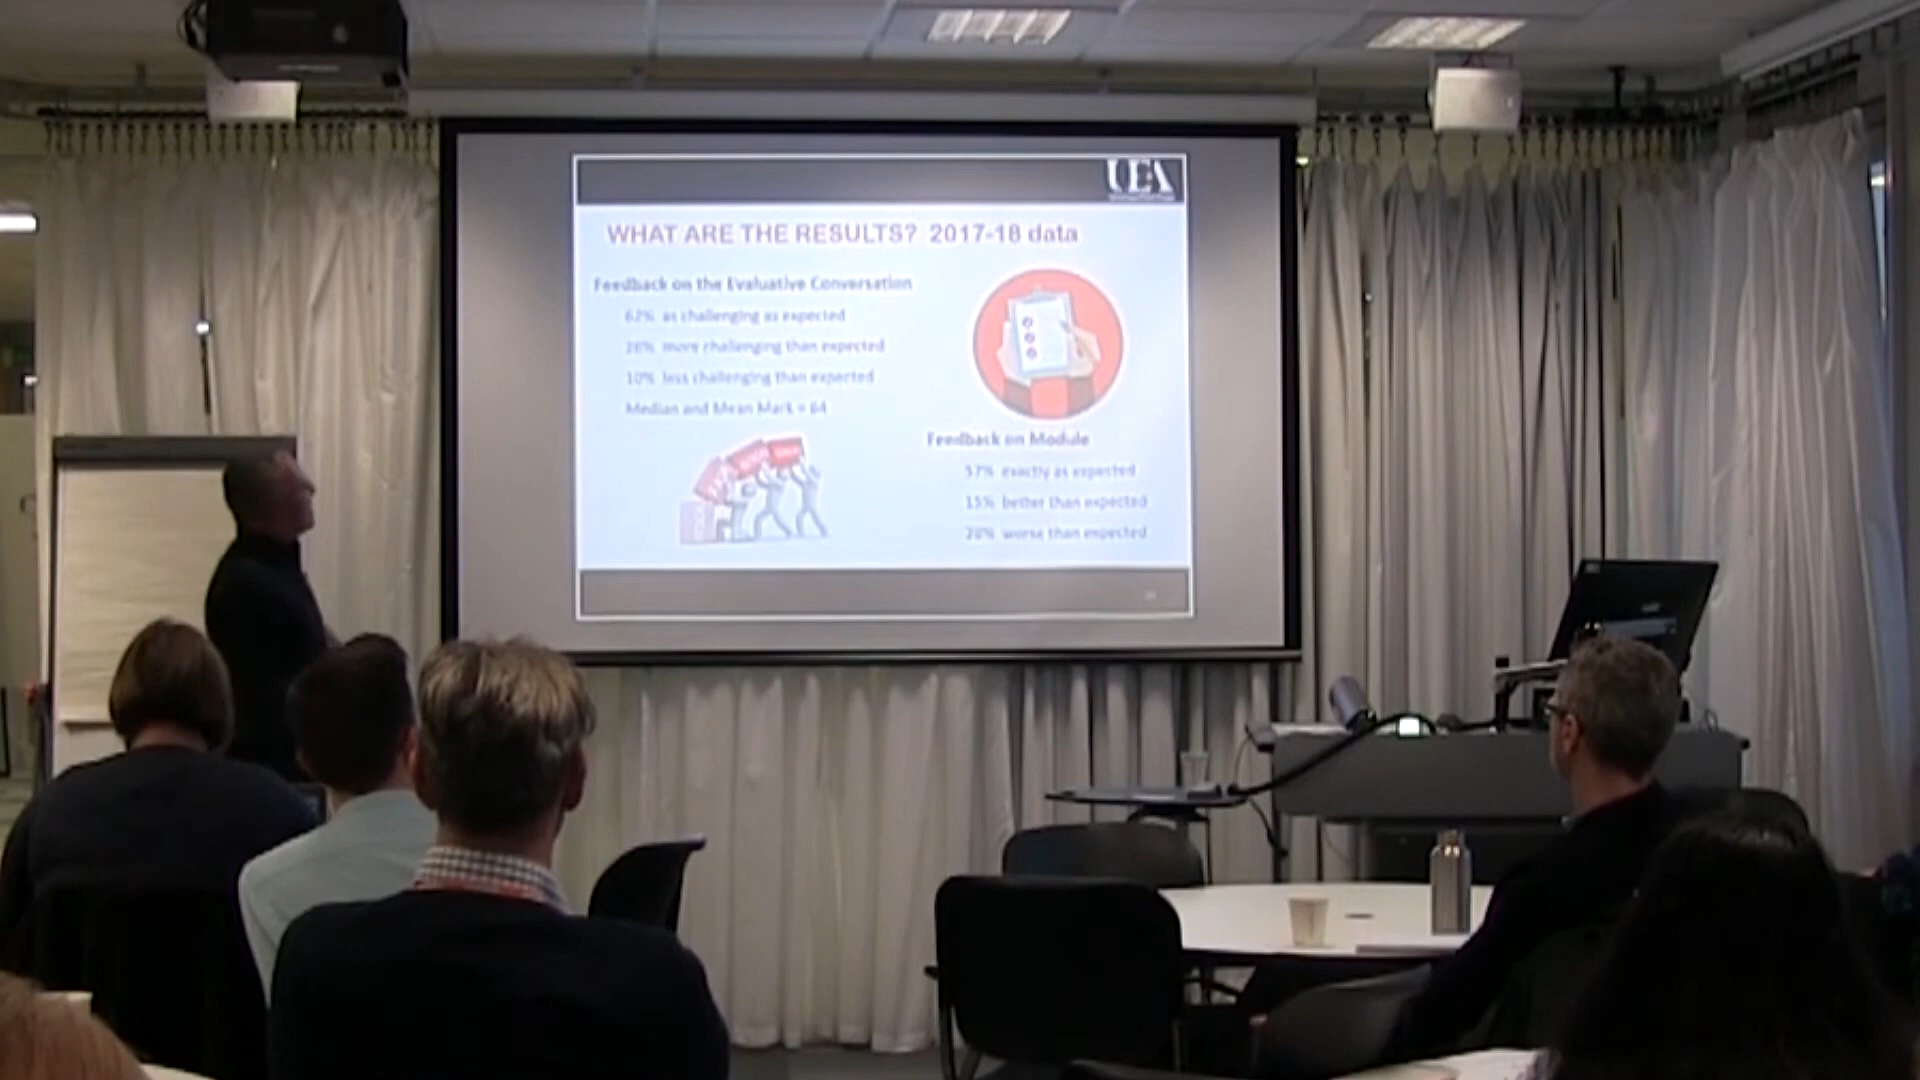 UEA
WHAT ARE THE RESULTS? 2017-18 data
Feedback on the Evaluative Conversation
62% as challenging as expected
26% more challenging than expected
10% less challenging than expected
Median and Mean Mark = 64
Feedback on Module
57% exactly as expected
15% better than expected
28% worse than expected